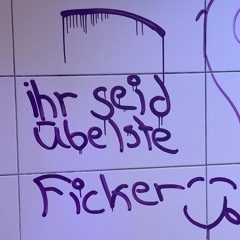 ihr seid
übelste
Ficker